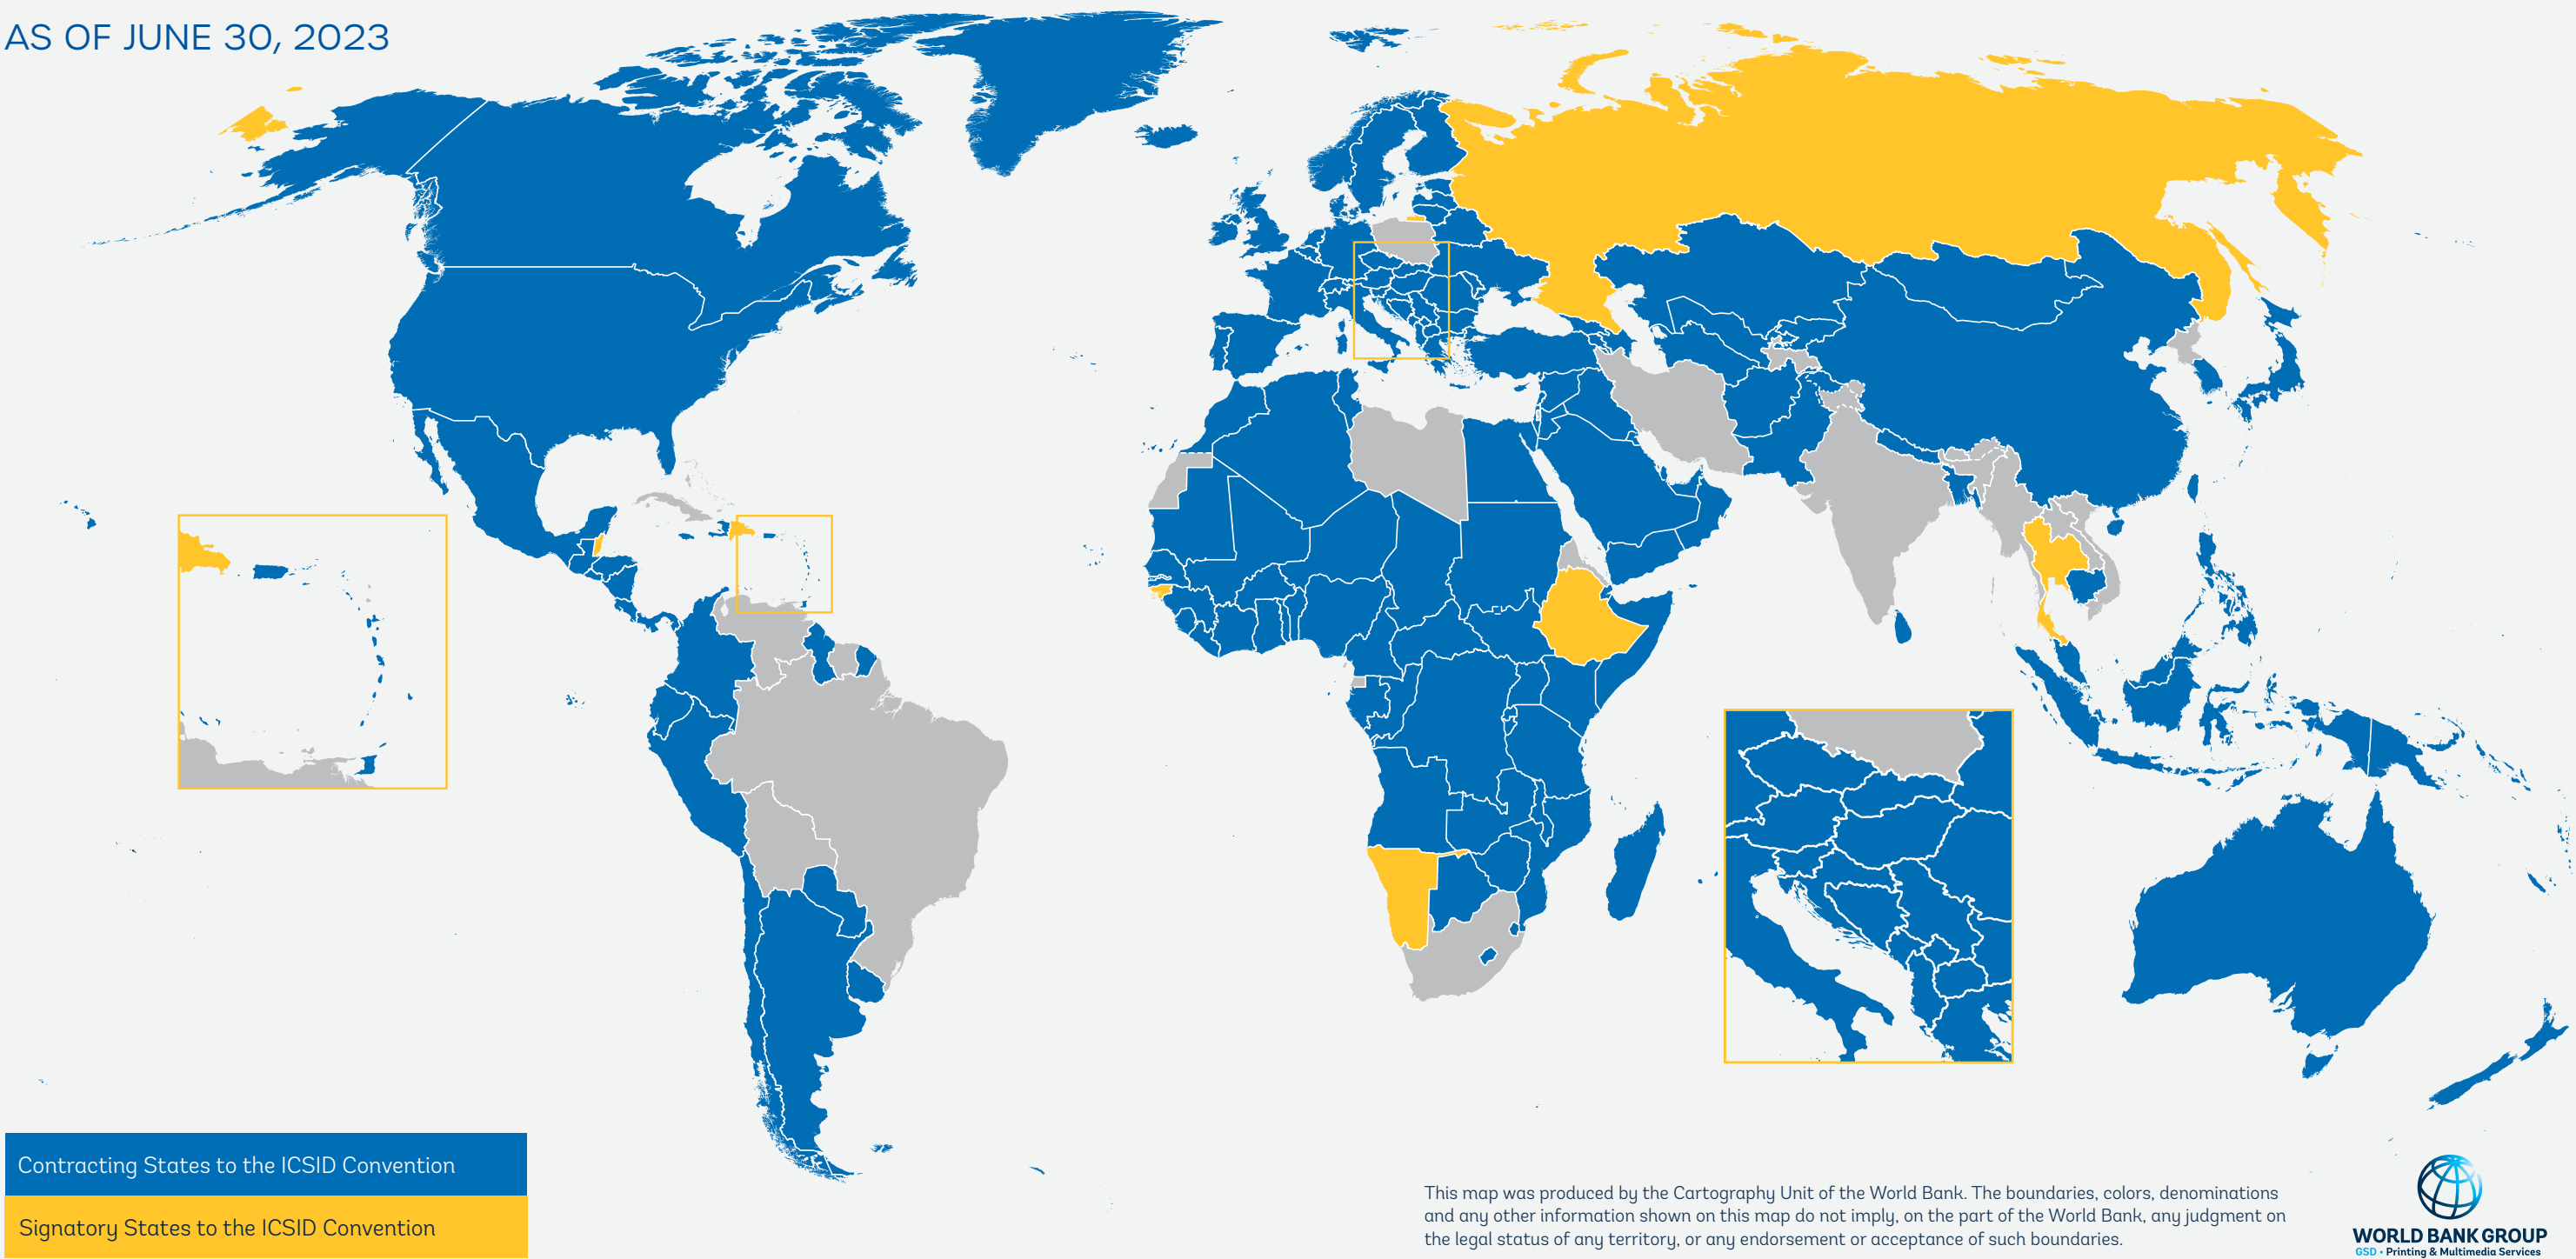 AS OF JUNE 30, 2023
Contracting States to the ICSID Convention
Signatory States to the ICSID Convention
This map was produced by the Cartography Unit of the World Bank. The boundaries, colors, denominations
and any other information shown on this map do not imply, on the part of the World Bank, any judgment on
the legal status of any territory, or any endorsement or acceptance of such boundaries.
WORLD BANK GROUP
GSD • Printing & Multimedia Services